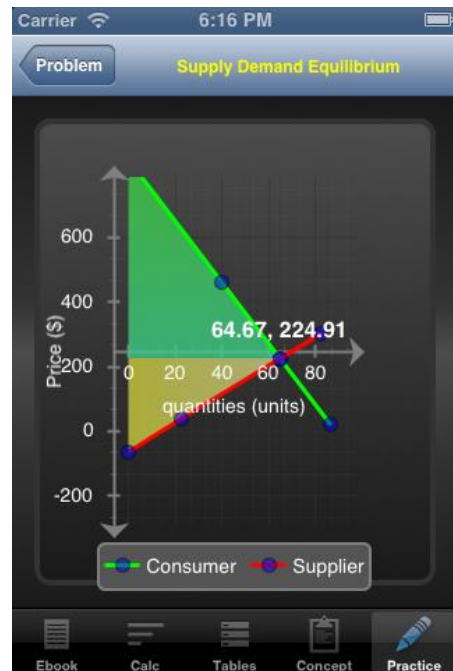 Carrier 6:16 PM
Problem Supply Demand Equilibrium
600
400
64.67, 224.91
Price ($)
200
0 20 40 60 80
quantities (units)
0
-200
Consumer Supplier
Ebook Calc Tables Concept Practice